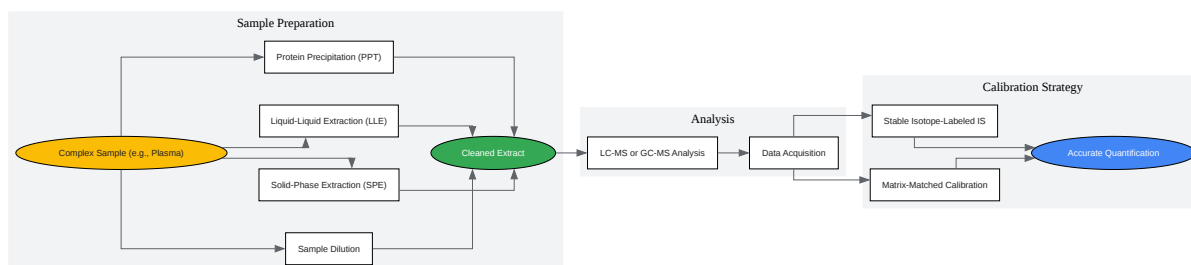 Sample Preparation
Protein Precipitation (PPT)
Liquid-Liquid Extraction (LLE)
Complex Sample (e.g., Plasma)
Cleaned Extract
Solid-Phase Extraction (SPE)
Sample Dilution
Analysis
LC-MS or GC-MS Analysis
Data Acquisition
Calibration Strategy
Stable Isotope-Labeled IS
Accurate Quantification
Matrix-Matched Calibration